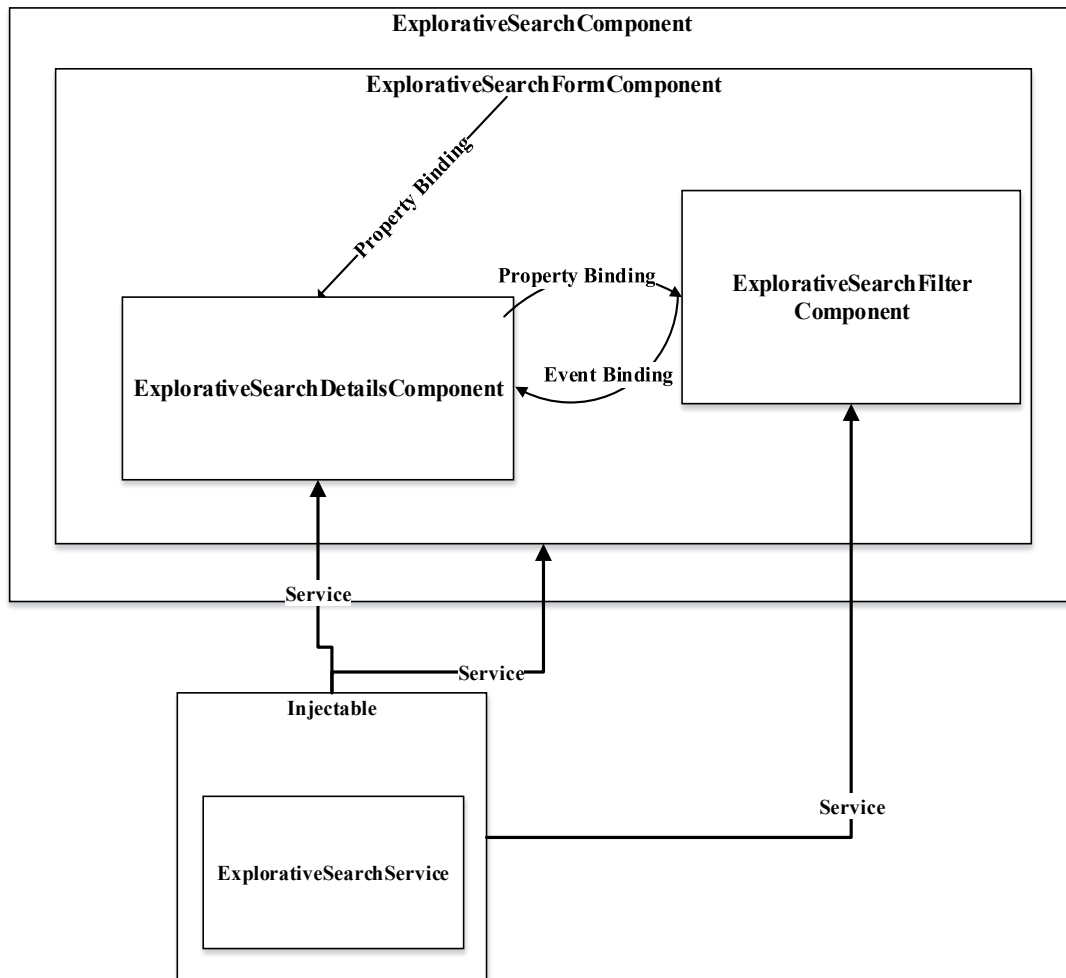 ExplorativeSearchComponent
ExplorativeSearchFormComponent
Property Binding
Property Binding
ExplorativeSearchFilter
Component
Event Binding
ExplorativeSearchDetailsComponent
Service
Service
Injectable
Service
ExplorativeSearchService